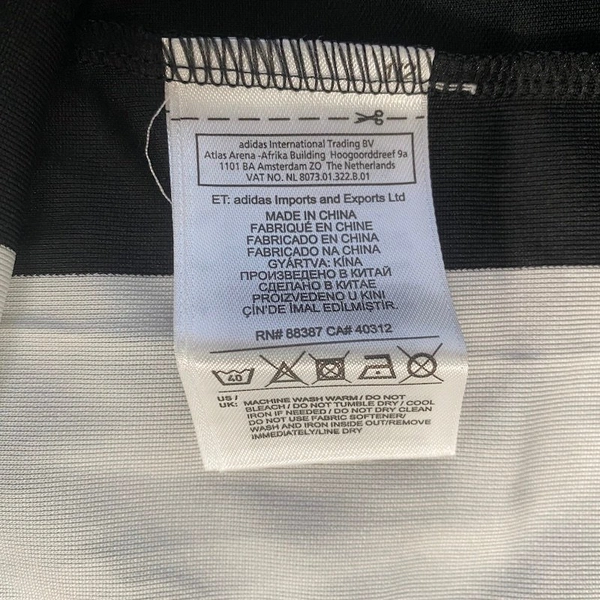 adidas International Trading BV
Atlas Arena -Afrika Building Hoogoorddreef 9a
1101 BA Amsterdam ZO The Netherlands
VAT NO. NL 8073.01.322.B.01
ET: adidas Imports and Exports Ltd
MADE IN CHINA
FABRIQUÉ EN CHINE
FABRICADO EN CHINA
FABRICADO NA CHINA
GYÁRTVA: KÍNA
ПРОИЗВЕДЕНО В КИТАЙ
СДЕЛАНО В КИТАЕ
PROIZVEDENO U KINI
ÇİN'DE İMAL EDİLMİŞTİR.
RN# 88387 CA# 40312
40
US / UK: MACHINE WASH WARM / DO NOT
BLEACH / DO NOT TUMBLE DRY / COOL
IRON IF NEEDED / DO NOT DRY CLEAN
DO NOT USE FABRIC SOFTENER/
WASH AND IRON INSIDE OUT/REMOVE
IMMEDIATELY/LINE DRY